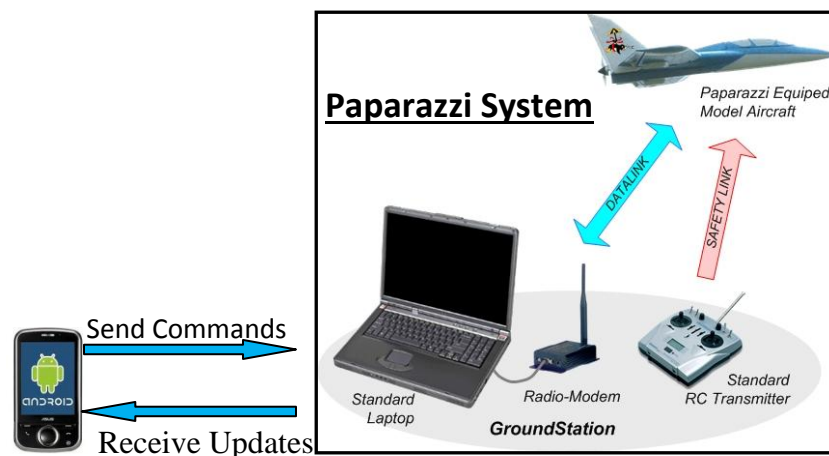 Paparazzi System
Paparazzi Equiped
Model Aircraft
DATALINK
SAFETY LINK
Send Commands
ANDROID
ASUS
Receive Updates
Standard
Laptop
Radio-Modem
Standard
RC Transmitter
GroundStation